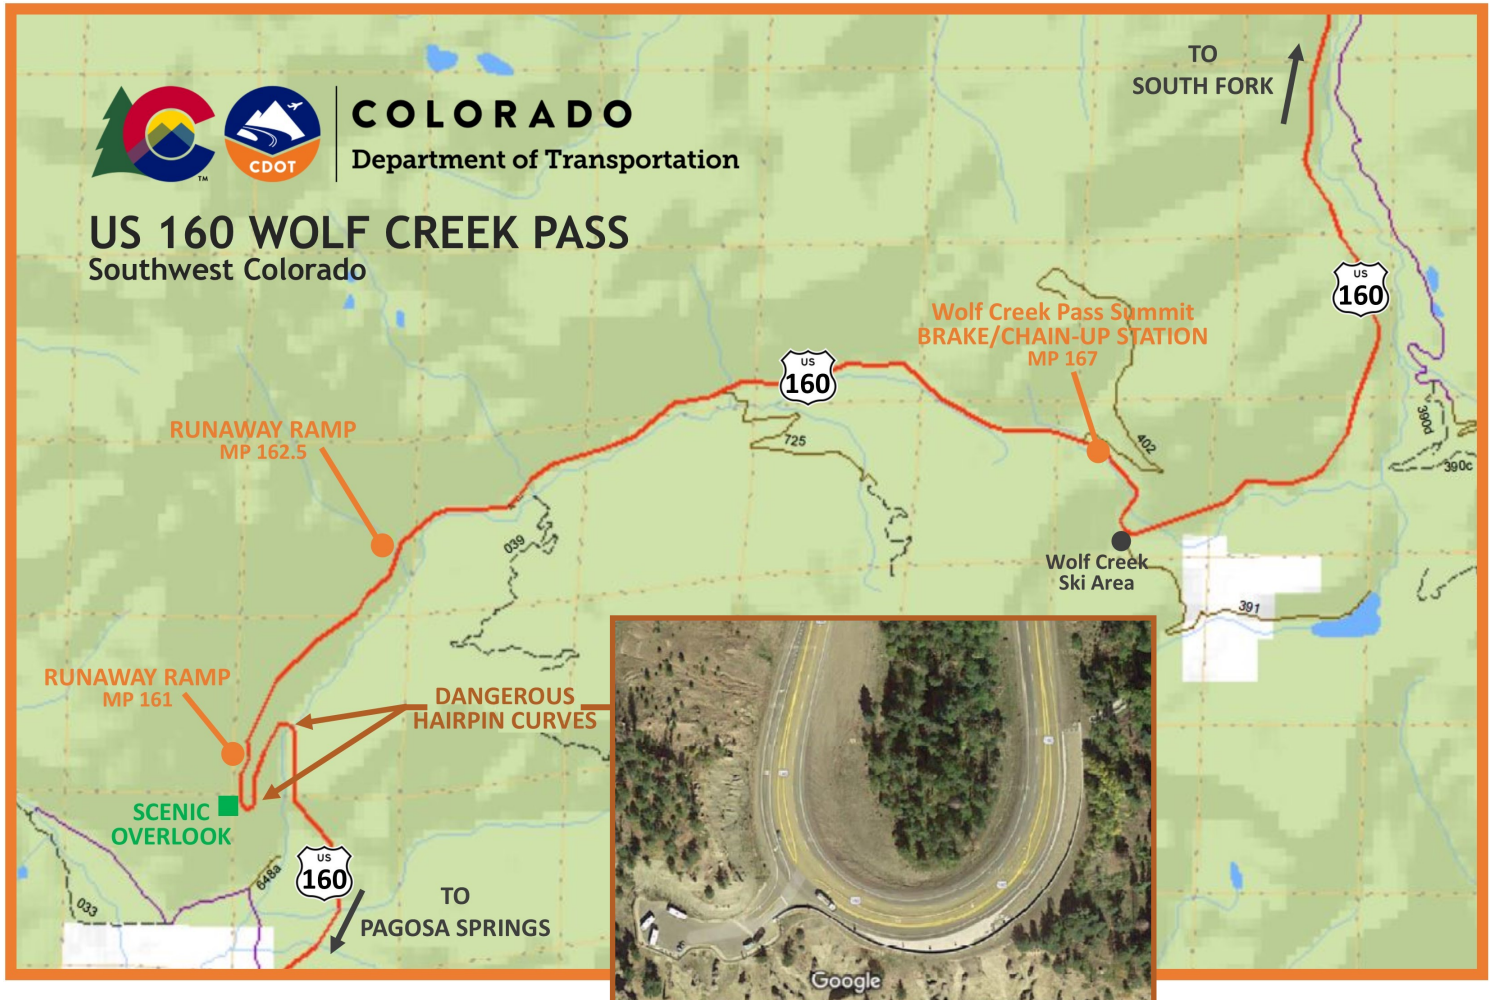 TO
SOUTH FORK
COLORADO
Department of Transportation
CDOT
TM
US 160 WOLF CREEK PASS
Southwest Colorado
US
160
Wolf Creek Pass Summit
BRAKE/CHAIN-UP STATION
MP 167
US
160
RUNAWAY RAMP
MP 162.5
725
402
390d
390c
039
Wolf Creek
Ski Area
391
RUNAWAY RAMP
MP 161
DANGEROUS
HAIRPIN CURVES
SCENIC
OVERLOOK
648a
US
160
033
TO
PAGOSA SPRINGS
Google